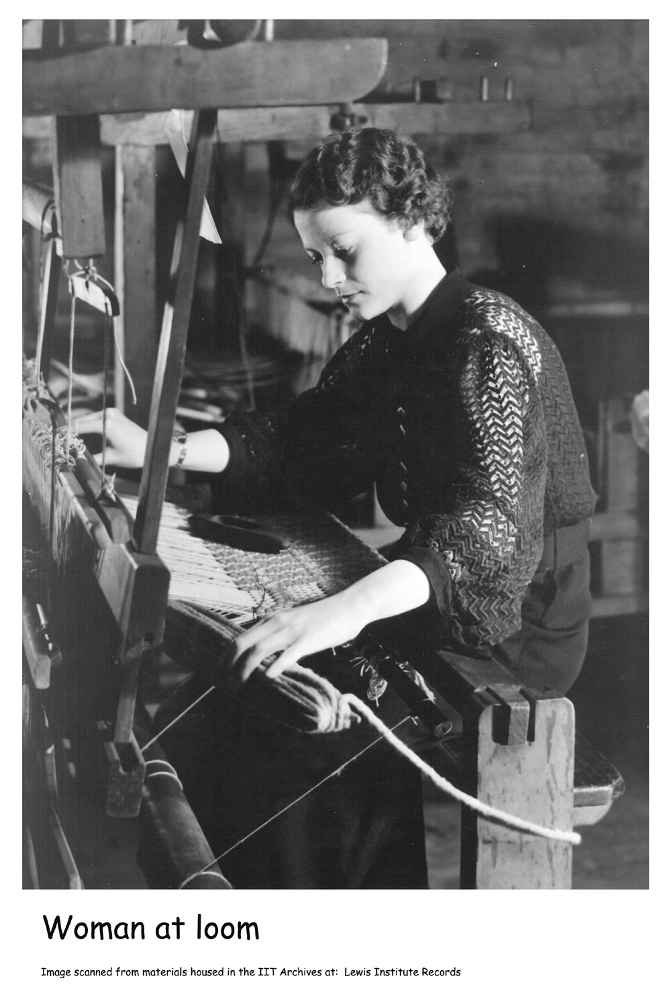 Woman at loom
Image scanned from materials housed in the IIT Archives at: Lewis Institute Records